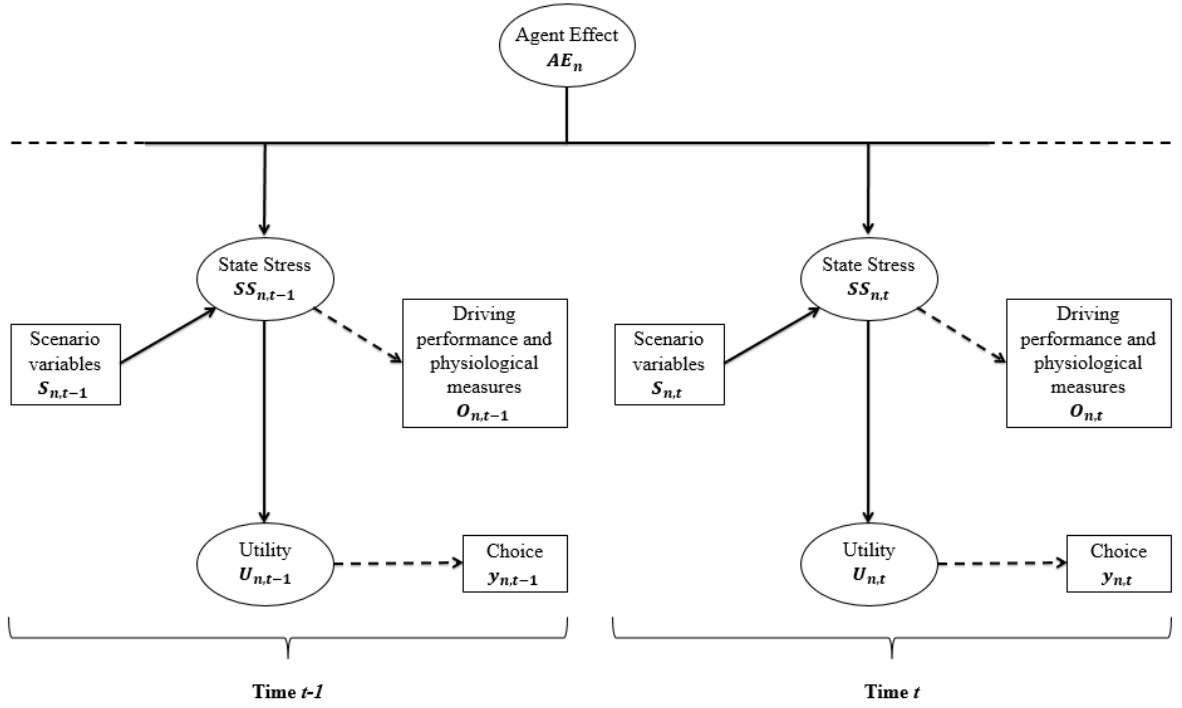 Agent Effect
AEₙ
State Stress
SSₙ,ₜ₋₁
Scenario
variables
Sₙ,ₜ₋₁
Driving
performance and
physiological
measures
Oₙ,ₜ₋₁
Utility
Uₙ,ₜ₋₁
Choice
yₙ,ₜ₋₁
Time t-1
State Stress
SSₙ,ₜ
Scenario
variables
Sₙ,ₜ
Driving
performance and
physiological
measures
Oₙ,ₜ
Utility
Uₙ,ₜ
Choice
yₙ,ₜ
Time t